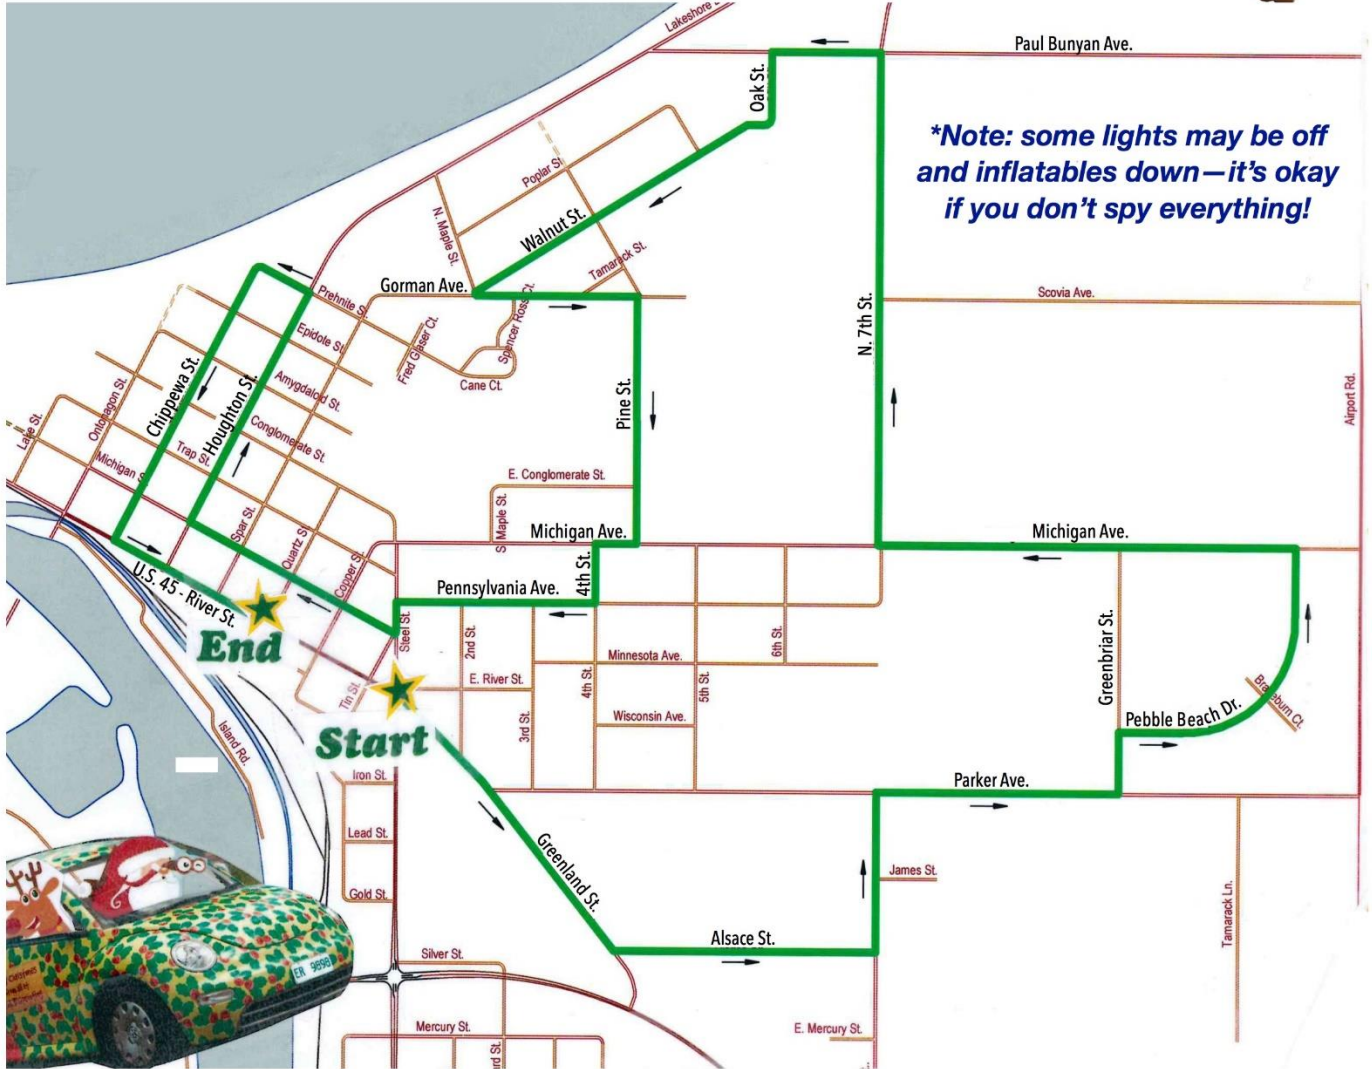 Lakeshore
Paul Bunyan Ave.
Oak St.
*Note: some lights may be off
and inflatables down—it's okay
if you don't spy everything!
Poplar St
N. Maple St.
Walnut St.
Tamarack St.
Gorman Ave.
Prehnite St.
Scovia Ave.
N. 7th St.
Epidote St.
Fred Glaser Ct.
Spencer Ross Ct.
Cane Ct.
Chippewa St.
Houghton St.
Amygdaloid St.
Pine St.
Airport Rd.
Ontonagon St.
Lake St.
Conglomerate St.
Trap St.
Michigan
E. Conglomerate St.
S. Maple St.
Michigan Ave.
Michigan Ave.
Spar St.
Quartz S
Copper St.
4th St.
Pennsylvania Ave.
U.S. 45 - River St.
End
Steel St.
2nd St.
6th St.
Minnesota Ave.
Greenbriar St.
E. River St.
4th St.
5th St.
Tin St.
Braeburn Ct.
Start
3rd St.
Wisconsin Ave.
Pebble Beach Dr.
Island Rd.
Iron St.
Parker Ave.
Lead St.
Greenland St.
James St.
Gold St.
Tamarack Ln.
Alsace St.
Silver St.
ER 9898
Mercury St.
E. Mercury St.
rd St.